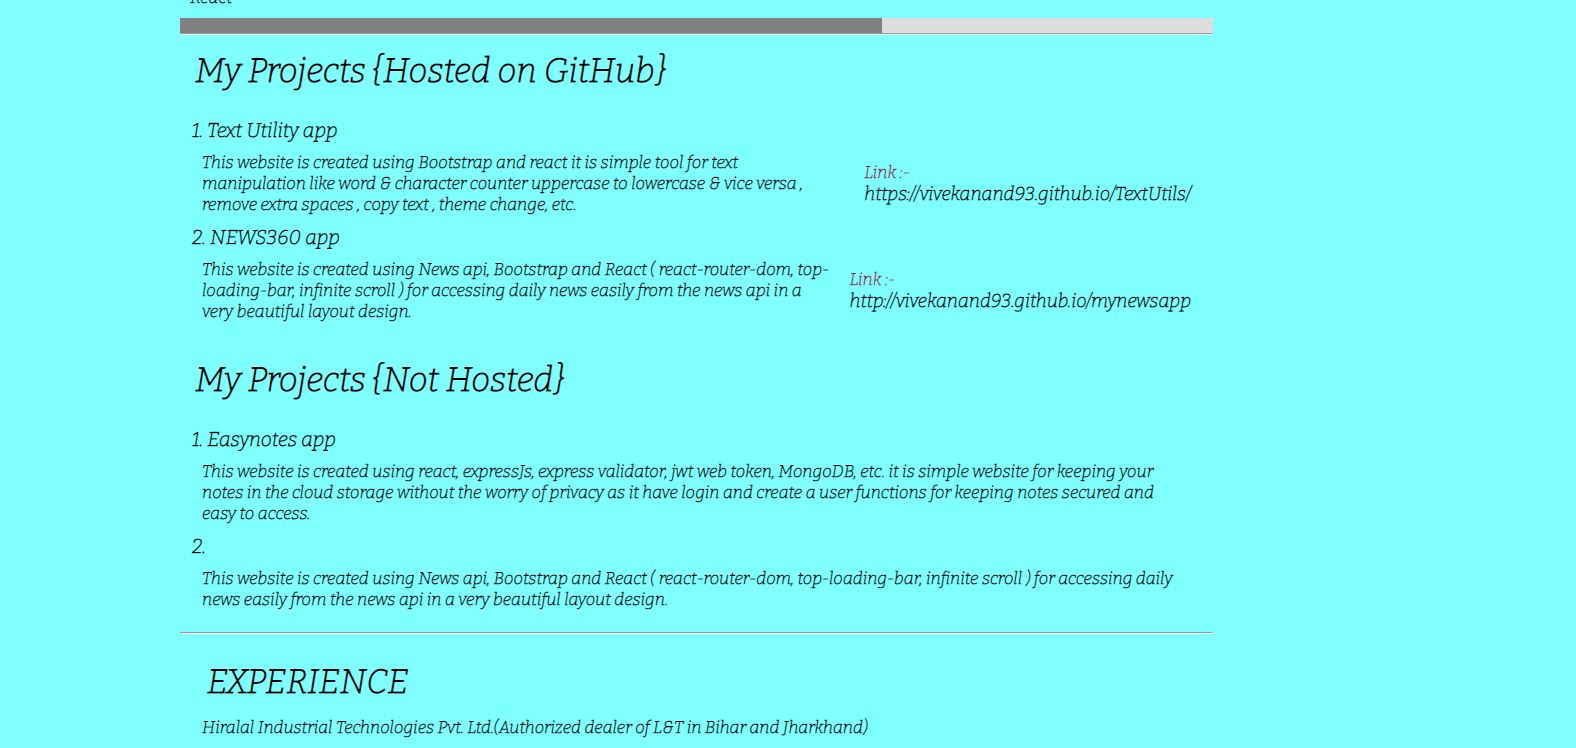 React
My Projects {Hosted on GitHub}
1. Text Utility app
This website is created using Bootstrap and react it is simple tool for text
manipulation like word & character counter uppercase to lowercase & vice versa ,
remove extra spaces , copy text , theme change, etc.
Link :-
https://vivekanand93.github.io/TextUtils/
2. NEWS360 app
This website is created using News api, Bootstrap and React ( react-router-dom, top-
loading-bar, infinite scroll ) for accessing daily news easily from the news api in a
very beautiful layout design.
Link :-
http://vivekanand93.github.io/mynewsapp
My Projects {Not Hosted}
1. Easynotes app
This website is created using react, expressJs, express validator, jwt web token, MongoDB, etc. it is simple website for keeping your
notes in the cloud storage without the worry of privacy as it have login and create a user functions for keeping notes secured and
easy to access.
2.
This website is created using News api, Bootstrap and React ( react-router-dom, top-loading-bar, infinite scroll ) for accessing daily
news easily from the news api in a very beautiful layout design.
EXPERIENCE
Hiralal Industrial Technologies Pvt. Ltd.(Authorized dealer of L&T in Bihar and Jharkhand)